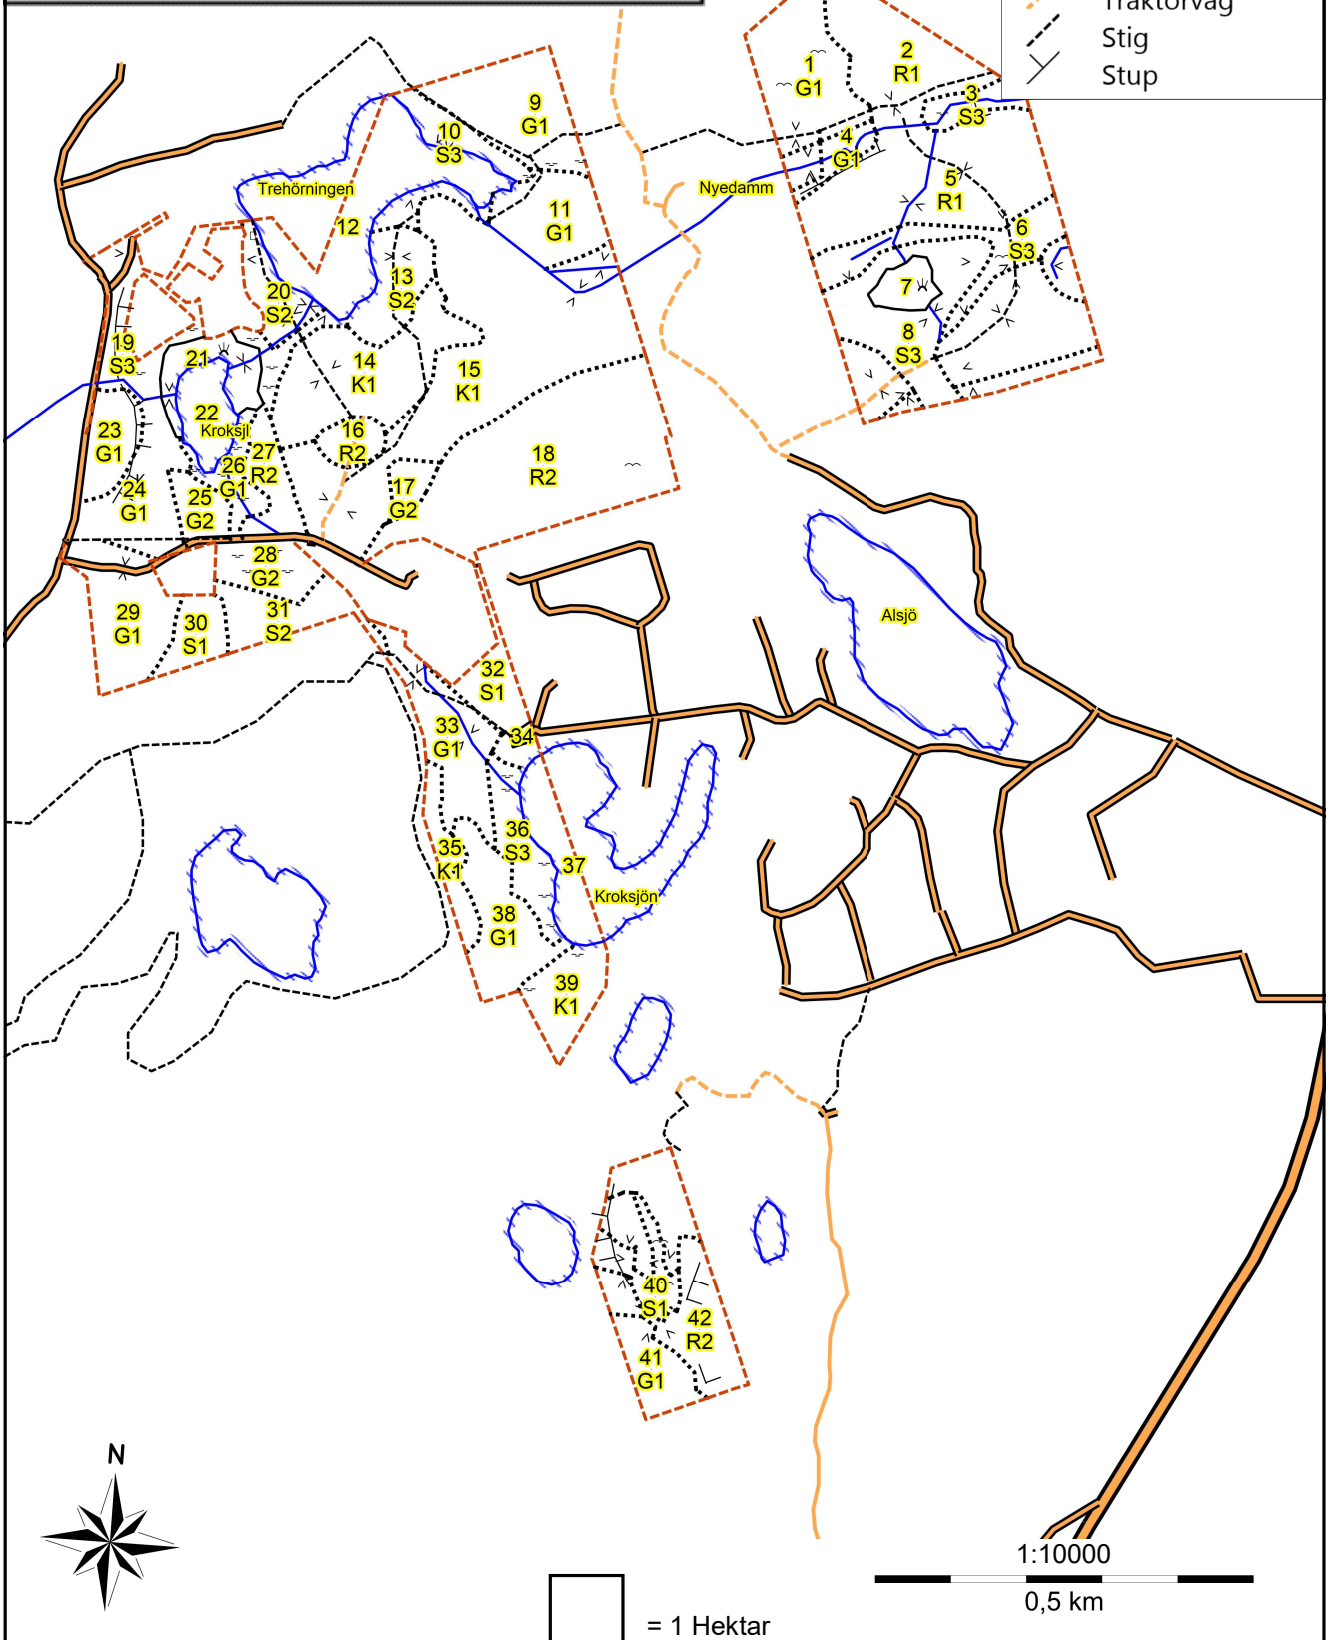 Traktorväg
Stig
Stup
1
G1
2
R1
3
S3
4
G1
5
R1
6
S3
7
8
S3
9
G1
10
S3
11
G1
Trehörningen
Nyedamm
12
13
S2
14
K1
15
K1
16
R2
17
G2
18
R2
19
S3
20
S2
21
22
Kroksjl
23
G1
24
G1
25
G2
26
G1
27
R2
28
G2
29
G1
30
S1
31
S2
Alsjö
32
S1
33
G1
34
35
K1
36
S3
37
Kroksjön
38
G1
39
K1
40
S1
41
G1
42
R2
N
1:10000
0,5 km
= 1 Hektar